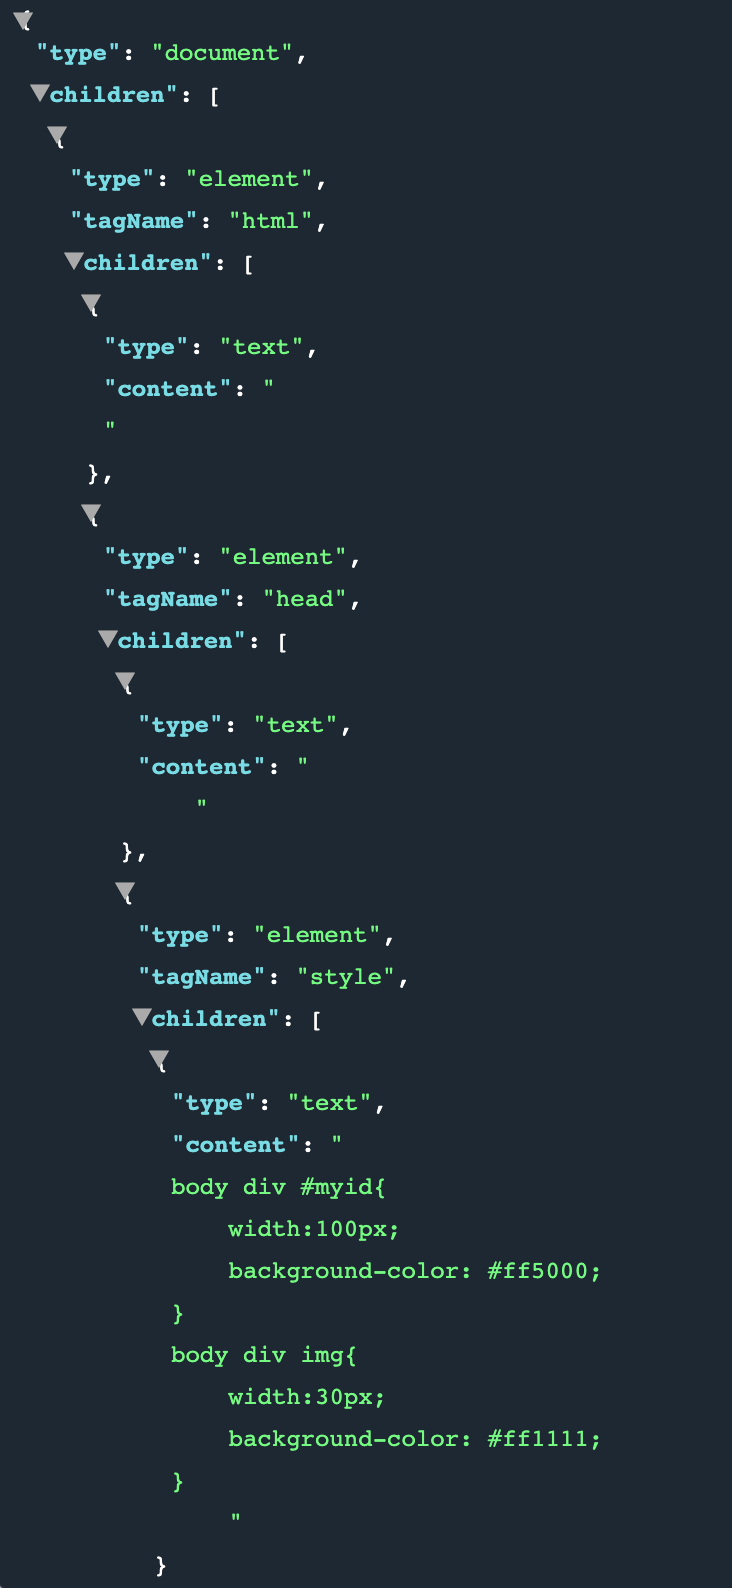 {
"type": "document",
children": [
{
"type": "element",
"tagName": "html",
children": [
{
"type": "text",
"content": "
"
},
{
"type": "element",
"tagName": "head",
children": [
{
"type": "text",
"content": "
"
},
{
"type": "element",
"tagName": "style",
children": [
{
"type": "text",
"content": "
body div #myid{
width:100px;
background-color: #ff5000;
}
body div img{
width:30px;
background-color: #ff1111;
}
"
}